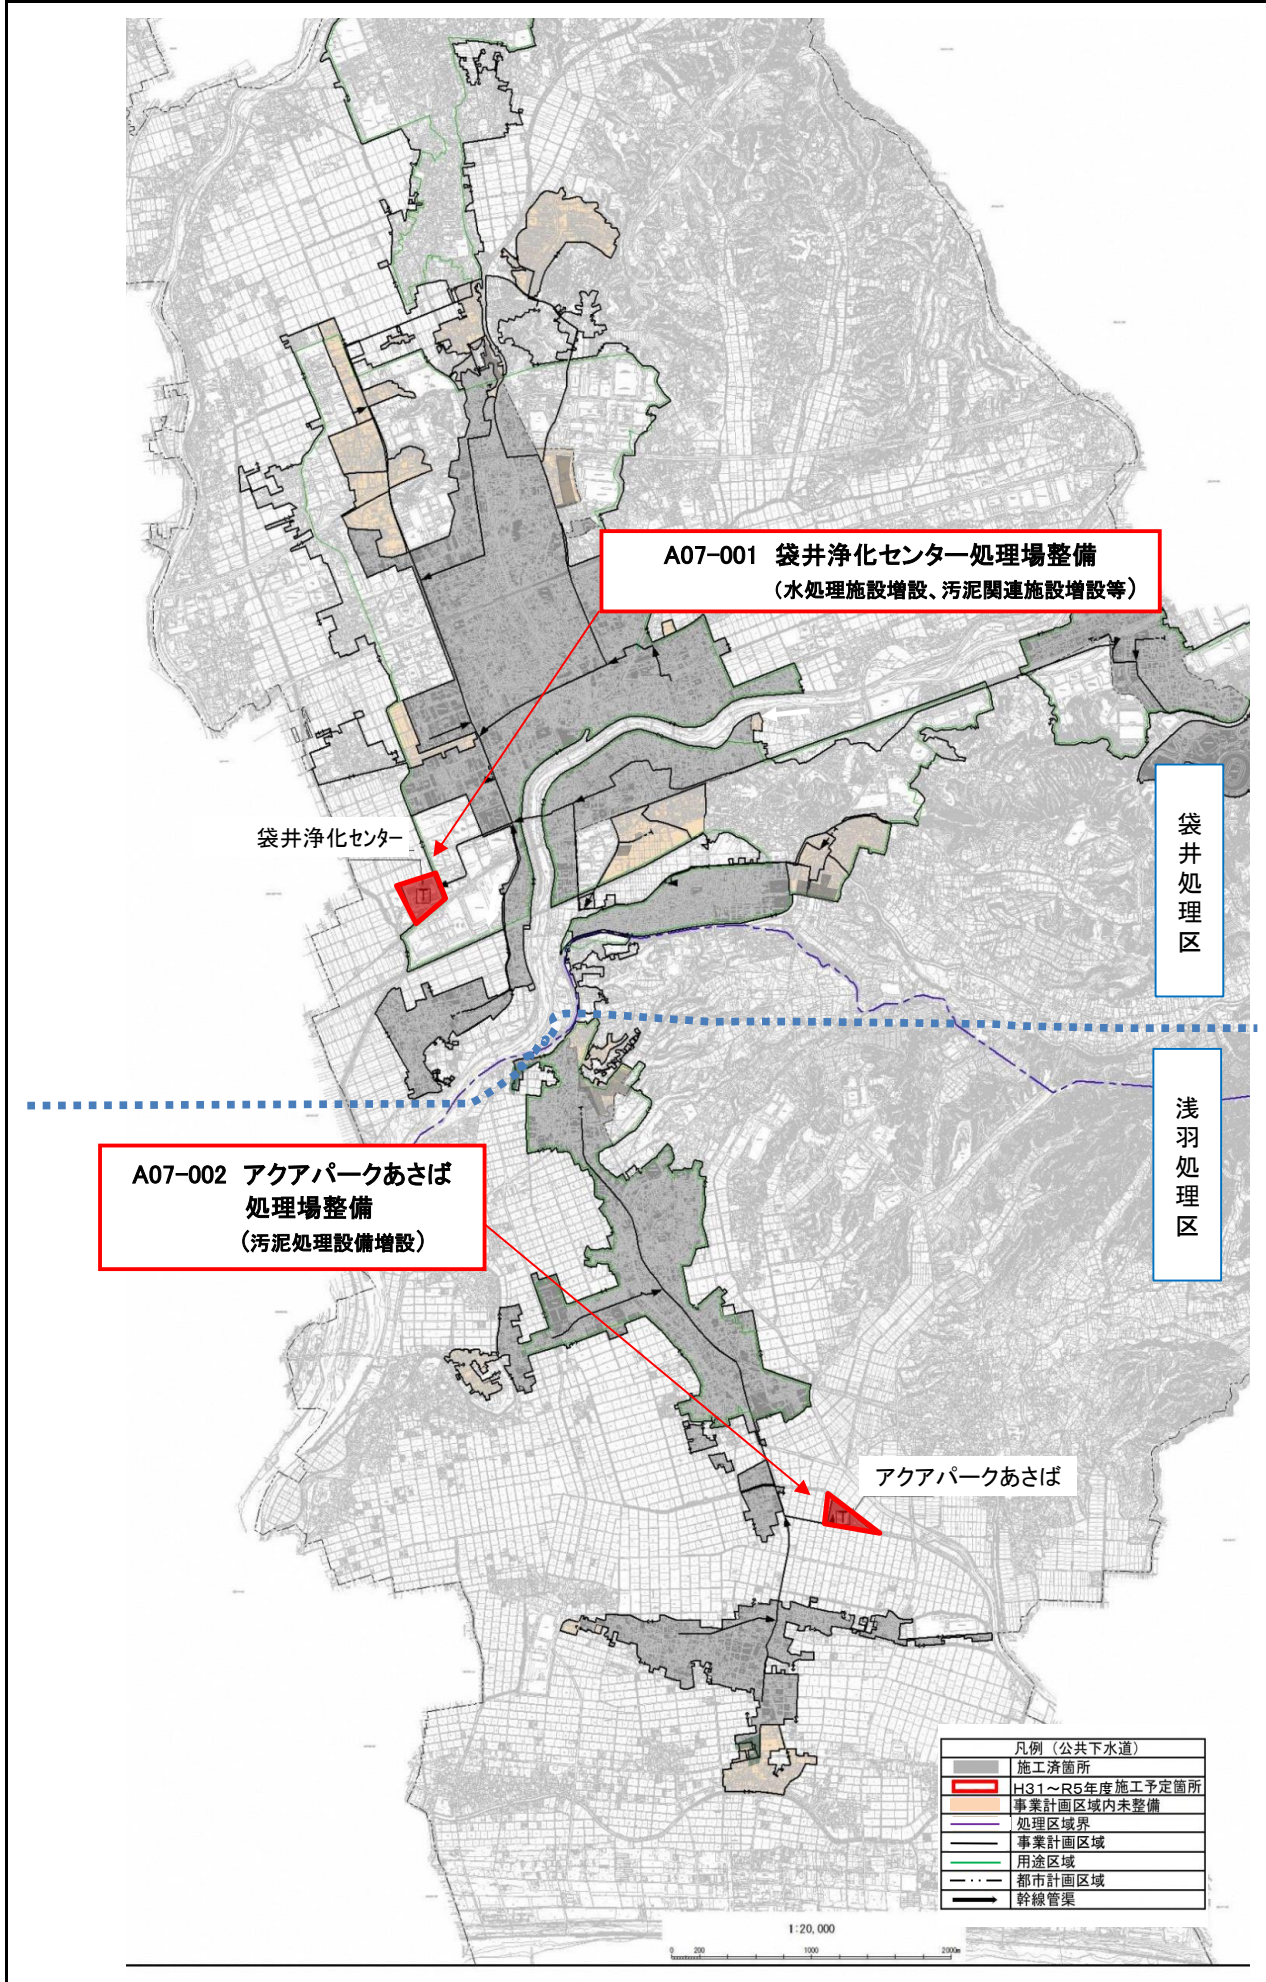 A07-001 袋井浄化センター処理場整備
（水処理施設増設、汚泥関連施設増設等）
袋井浄化センター
T
袋井処理区
浅羽処理区
A07-002 アクアパークあさば
処理場整備
（汚泥処理設備増設）
アクアパークあさば
T
凡例（公共下水道）
施工済箇所
H31～R5年度施工予定箇所
事業計画区域内未整備
処理区域界
事業計画区域
用途区域
都市計画区域
幹線管渠
1:20,000
0 200 1000 2000m